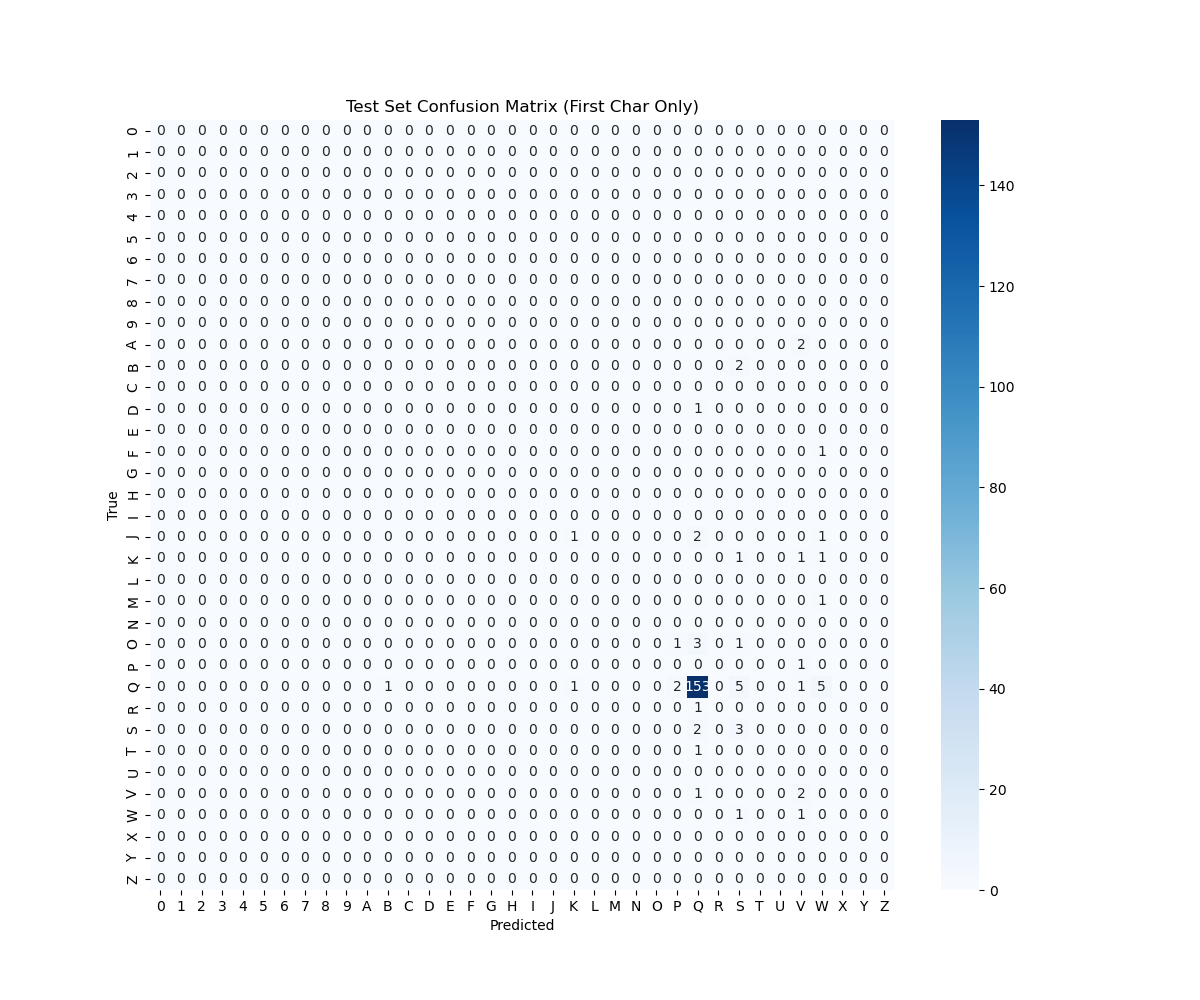 Test Set Confusion Matrix (First Char Only)
True
0 0 0 0 0 0 0 0 0 0 0 0 0 0 0 0 0 0 0 0 0 0 0 0 0 0 0 0 0 0 0 0 0 0 0 0 0
1 0 0 0 0 0 0 0 0 0 0 0 0 0 0 0 0 0 0 0 0 0 0 0 0 0 0 0 0 0 0 0 0 0 0 0 0
2 0 0 0 0 0 0 0 0 0 0 0 0 0 0 0 0 0 0 0 0 0 0 0 0 0 0 0 0 0 0 0 0 0 0 0 0
3 0 0 0 0 0 0 0 0 0 0 0 0 0 0 0 0 0 0 0 0 0 0 0 0 0 0 0 0 0 0 0 0 0 0 0 0
4 0 0 0 0 0 0 0 0 0 0 0 0 0 0 0 0 0 0 0 0 0 0 0 0 0 0 0 0 0 0 0 0 0 0 0 0
5 0 0 0 0 0 0 0 0 0 0 0 0 0 0 0 0 0 0 0 0 0 0 0 0 0 0 0 0 0 0 0 0 0 0 0 0
6 0 0 0 0 0 0 0 0 0 0 0 0 0 0 0 0 0 0 0 0 0 0 0 0 0 0 0 0 0 0 0 0 0 0 0 0
7 0 0 0 0 0 0 0 0 0 0 0 0 0 0 0 0 0 0 0 0 0 0 0 0 0 0 0 0 0 0 0 0 0 0 0 0
8 0 0 0 0 0 0 0 0 0 0 0 0 0 0 0 0 0 0 0 0 0 0 0 0 0 0 0 0 0 0 0 0 0 0 0 0
9 0 0 0 0 0 0 0 0 0 0 0 0 0 0 0 0 0 0 0 0 0 0 0 0 0 0 0 0 0 0 0 0 0 0 0 0
A 0 0 0 0 0 0 0 0 0 0 0 0 0 0 0 0 0 0 0 0 0 0 0 0 0 0 0 0 0 0 0 2 0 0 0 0
B 0 0 0 0 0 0 0 0 0 0 0 0 0 0 0 0 0 0 0 0 0 0 0 0 0 0 0 0 2 0 0 0 0 0 0 0
C 0 0 0 0 0 0 0 0 0 0 0 0 0 0 0 0 0 0 0 0 0 0 0 0 0 0 0 0 0 0 0 0 0 0 0 0
D 0 0 0 0 0 0 0 0 0 0 0 0 0 0 0 0 0 0 0 0 0 0 0 0 0 0 1 0 0 0 0 0 0 0 0 0
E 0 0 0 0 0 0 0 0 0 0 0 0 0 0 0 0 0 0 0 0 0 0 0 0 0 0 0 0 0 0 0 0 0 0 0 0
F 0 0 0 0 0 0 0 0 0 0 0 0 0 0 0 0 0 0 0 0 0 0 0 0 0 0 0 0 0 0 0 0 1 0 0 0
G 0 0 0 0 0 0 0 0 0 0 0 0 0 0 0 0 0 0 0 0 0 0 0 0 0 0 0 0 0 0 0 0 0 0 0 0
H 0 0 0 0 0 0 0 0 0 0 0 0 0 0 0 0 0 0 0 0 0 0 0 0 0 0 0 0 0 0 0 0 0 0 0 0
I 0 0 0 0 0 0 0 0 0 0 0 0 0 0 0 0 0 0 0 0 0 0 0 0 0 0 0 0 0 0 0 0 0 0 0 0
J 0 0 0 0 0 0 0 0 0 0 0 0 0 0 0 0 0 0 0 0 1 0 0 0 0 0 2 0 0 0 0 0 1 0 0 0
K 0 0 0 0 0 0 0 0 0 0 0 0 0 0 0 0 0 0 0 0 0 0 0 0 0 0 0 0 1 0 0 1 1 0 0 0
L 0 0 0 0 0 0 0 0 0 0 0 0 0 0 0 0 0 0 0 0 0 0 0 0 0 0 0 0 0 0 0 0 0 0 0 0
M 0 0 0 0 0 0 0 0 0 0 0 0 0 0 0 0 0 0 0 0 0 0 0 0 0 0 0 0 0 0 0 0 1 0 0 0
N 0 0 0 0 0 0 0 0 0 0 0 0 0 0 0 0 0 0 0 0 0 0 0 0 0 0 0 0 0 0 0 0 0 0 0 0
O 0 0 0 0 0 0 0 0 0 0 0 0 0 0 0 0 0 0 0 0 0 0 0 0 0 1 3 0 1 0 0 0 0 0 0 0
P 0 0 0 0 0 0 0 0 0 0 0 0 0 0 0 0 0 0 0 0 0 0 0 0 0 0 0 0 0 0 0 1 0 0 0 0
Q 0 0 0 0 0 0 0 0 0 0 0 1 0 0 0 0 0 0 0 0 1 0 0 0 0 2 153 0 5 0 0 1 5 0 0 0
R 0 0 0 0 0 0 0 0 0 0 0 0 0 0 0 0 0 0 0 0 0 0 0 0 0 0 1 0 0 0 0 0 0 0 0 0
S 0 0 0 0 0 0 0 0 0 0 0 0 0 0 0 0 0 0 0 0 0 0 0 0 0 0 2 0 3 0 0 0 0 0 0 0
T 0 0 0 0 0 0 0 0 0 0 0 0 0 0 0 0 0 0 0 0 0 0 0 0 0 0 1 0 0 0 0 0 0 0 0 0
U 0 0 0 0 0 0 0 0 0 0 0 0 0 0 0 0 0 0 0 0 0 0 0 0 0 0 0 0 0 0 0 0 0 0 0 0
V 0 0 0 0 0 0 0 0 0 0 0 0 0 0 0 0 0 0 0 0 0 0 0 0 0 0 1 0 0 0 0 2 0 0 0 0
W 0 0 0 0 0 0 0 0 0 0 0 0 0 0 0 0 0 0 0 0 0 0 0 0 0 0 0 0 1 0 0 1 0 0 0 0
X 0 0 0 0 0 0 0 0 0 0 0 0 0 0 0 0 0 0 0 0 0 0 0 0 0 0 0 0 0 0 0 0 0 0 0 0
Y 0 0 0 0 0 0 0 0 0 0 0 0 0 0 0 0 0 0 0 0 0 0 0 0 0 0 0 0 0 0 0 0 0 0 0 0
Z 0 0 0 0 0 0 0 0 0 0 0 0 0 0 0 0 0 0 0 0 0 0 0 0 0 0 0 0 0 0 0 0 0 0 0 0
0 1 2 3 4 5 6 7 8 9 A B C D E F G H I J K L M N O P Q R S T U V W X Y Z
Predicted
140
120
100
80
60
40
20
0